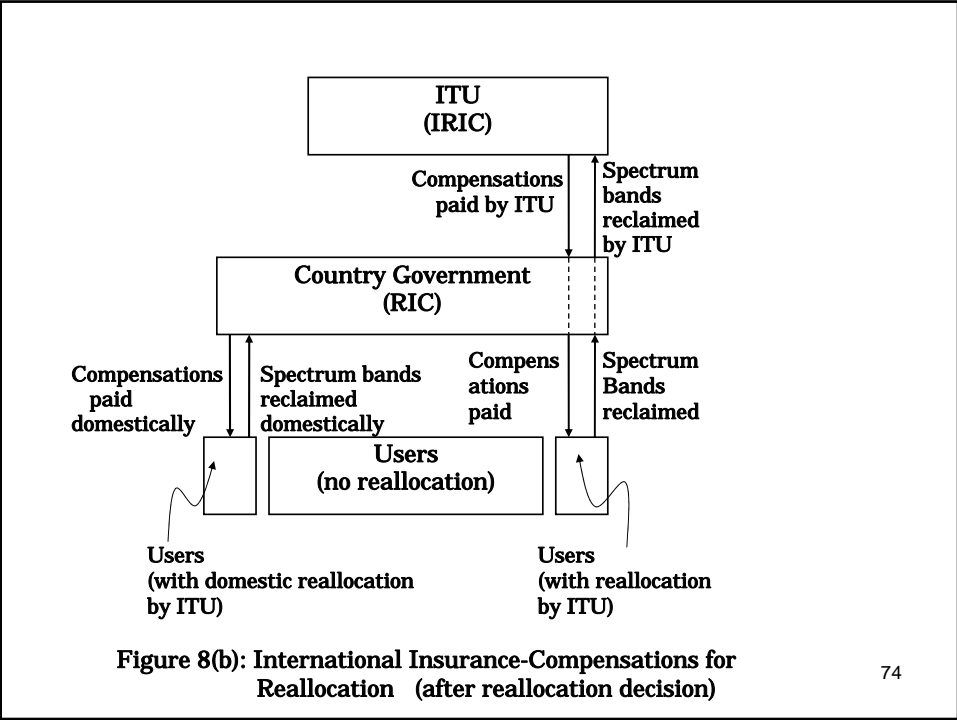 ITU
(IRIC)
Compensations
paid by ITU
Spectrum
bands
reclaimed
by ITU
Country Government
(RIC)
Compensations
paid
domestically
Spectrum bands
reclaimed
domestically
Compens
ations
paid
Spectrum
Bands
reclaimed
Users
(no reallocation)
Users
(with domestic reallocation
by ITU)
Users
(with reallocation
by ITU)
Figure 8(b): International Insurance-Compensations for
Reallocation (after reallocation decision)
74